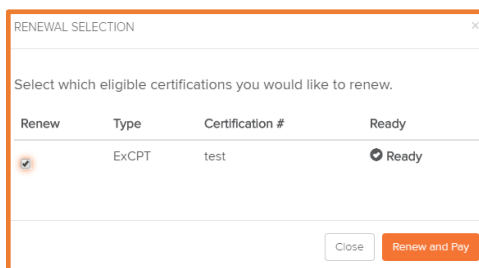 RENEWAL SELECTION ×
Select which eligible certifications you would like to renew.
Renew Type Certification # Ready
ExCPT test Ready
Close Renew and Pay